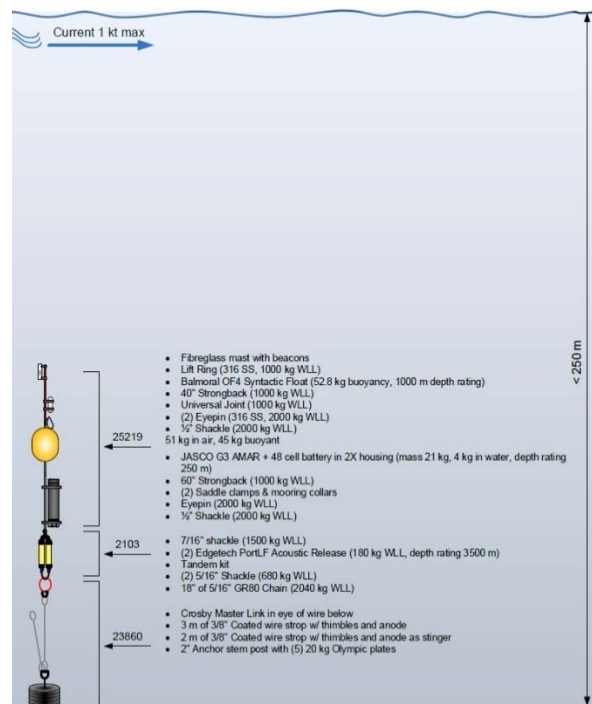 Current 1 kt max
< 250 m
25219
• Fibreglass mast with beacons
• Lift Ring (316 SS, 1000 kg WLL)
• Balmoral OF4 Syntactic Float (52.8 kg buoyancy, 1000 m depth rating)
• 40" Strongback (1000 kg WLL)
• Universal Joint (1000 kg WLL)
• (2) Eyepin (316 SS, 2000 kg WLL)
• ½" Shackle (2000 kg WLL)
51 kg in air, 45 kg buoyant
• JASCO G3 AMAR + 48 cell battery in 2X housing (mass 21 kg, 4 kg in water, depth rating
250 m)
• 60" Strongback (1000 kg WLL)
• (2) Saddle clamps & mooring collars
• Eyepin (2000 kg WLL)
• ½" Shackle (2000 kg WLL)
2103
• 7/16" shackle (1500 kg WLL)
• (2) Edgetech PortLF Acoustic Release (180 kg WLL, depth rating 3500 m)
• Tandem kit
• (2) 5/16" Shackle (680 kg WLL)
• 18" of 5/16" GR80 Chain (2040 kg WLL)
23860
• Crosby Master Link in eye of wire below
• 3 m of 3/8" Coated wire strop w/ thimbles and anode
• 2 m of 3/8" Coated wire strop w/ thimbles and anode as stinger
• 2" Anchor stem post with (5) 20 kg Olympic plates